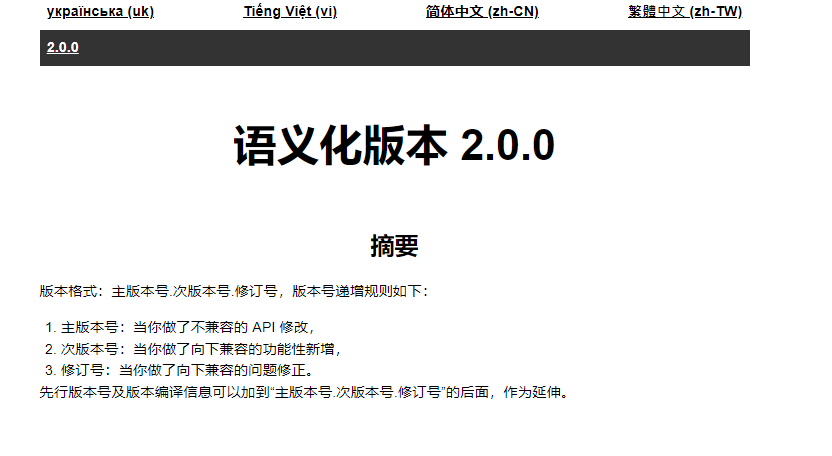 українська (uk) Tiếng Việt (vi) 简体中文 (zh-CN) 繁體中文 (zh-TW)
2.0.0
语义化版本 2.0.0
摘要
版本格式：主版本号.次版本号.修订号，版本号递增规则如下：
1. 主版本号：当你做了不兼容的 API 修改，
2. 次版本号：当你做了向下兼容的功能性新增，
3. 修订号：当你做了向下兼容的问题修正。
先行版本号及版本编译信息可以加到“主版本号.次版本号.修订号”的后面，作为延伸。